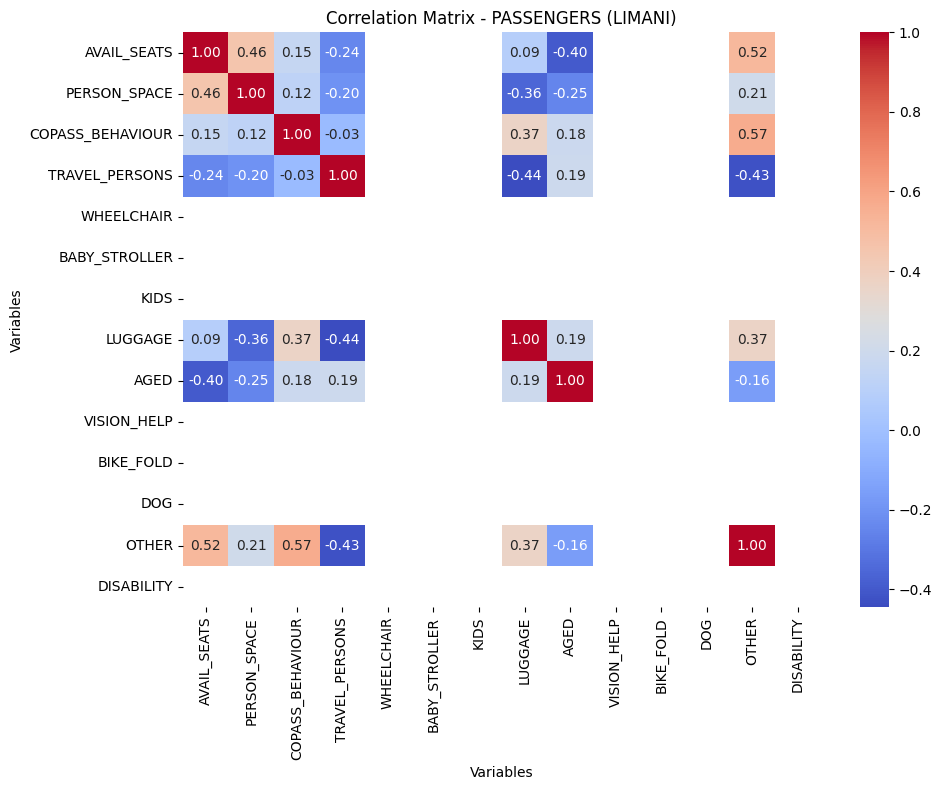 Correlation Matrix - PASSENGERS (LIMANI)
Variables
AVAIL_SEATS 1.00 0.46 0.15 -0.24 0.09 -0.40 0.52
PERSON_SPACE 0.46 1.00 0.12 -0.20 -0.36 -0.25 0.21
COPASS_BEHAVIOUR 0.15 0.12 1.00 -0.03 0.37 0.18 0.57
TRAVEL_PERSONS -0.24 -0.20 -0.03 1.00 -0.44 0.19 -0.43
WHEELCHAIR
BABY_STROLLER
KIDS
LUGGAGE 0.09 -0.36 0.37 -0.44 1.00 0.19 0.37
AGED -0.40 -0.25 0.18 0.19 0.19 1.00 -0.16
VISION_HELP
BIKE_FOLD
DOG
OTHER 0.52 0.21 0.57 -0.43 0.37 -0.16 1.00
DISABILITY
AVAIL_SEATS
PERSON_SPACE
COPASS_BEHAVIOUR
TRAVEL_PERSONS
WHEELCHAIR
BABY_STROLLER
KIDS
LUGGAGE
AGED
VISION_HELP
BIKE_FOLD
DOG
OTHER
DISABILITY
Variables
1.0
0.8
0.6
0.4
0.2
0.0
−0.2
−0.4